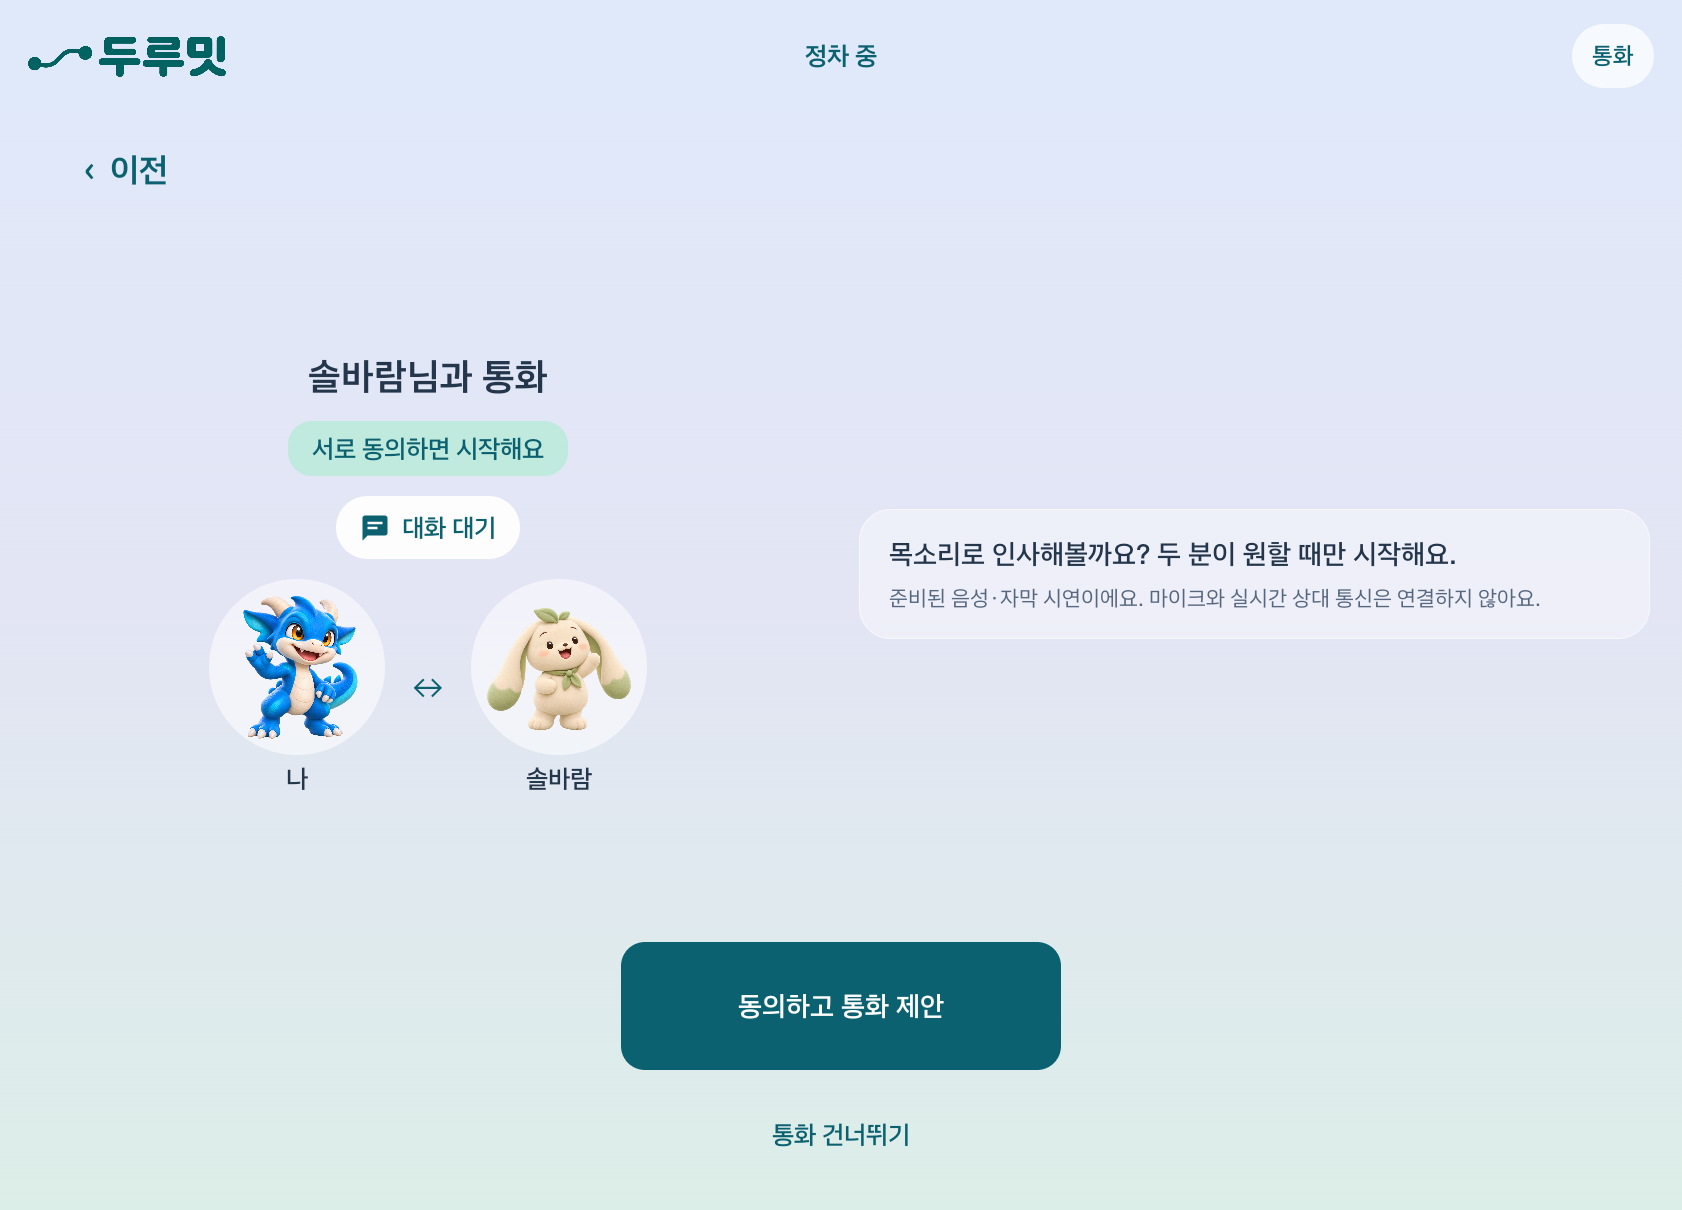 두루밋
정차 중
통화
‹ 이전
솔바람님과 통화
서로 동의하면 시작해요
대화 대기
나
↔
솔바람
목소리로 인사해볼까요? 두 분이 원할 때만 시작해요.
준비된 음성·자막 시연이에요. 마이크와 실시간 상대 통신은 연결하지 않아요.
동의하고 통화 제안
통화 건너뛰기